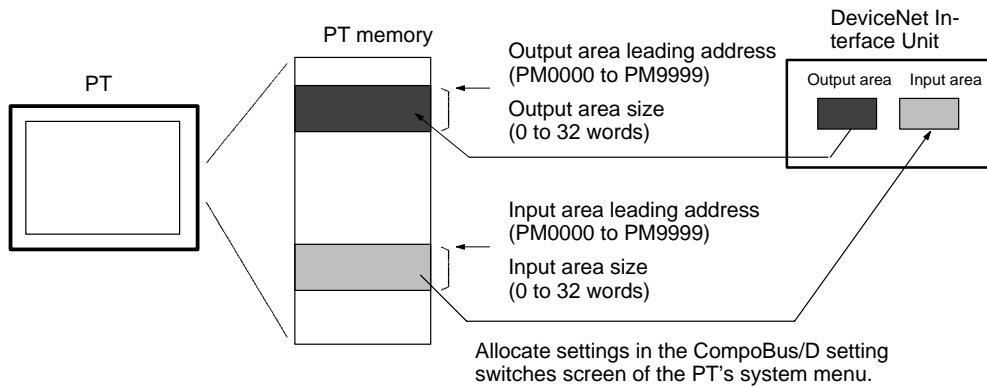 DeviceNet In-
terface Unit
PT memory
Output area leading address
(PM0000 to PM9999)
PT
Output area
Input area
Output area size
(0 to 32 words)
Input area leading address
(PM0000 to PM9999)
Input area size
(0 to 32 words)
Allocate settings in the CompoBus/D setting
switches screen of the PT's system menu.